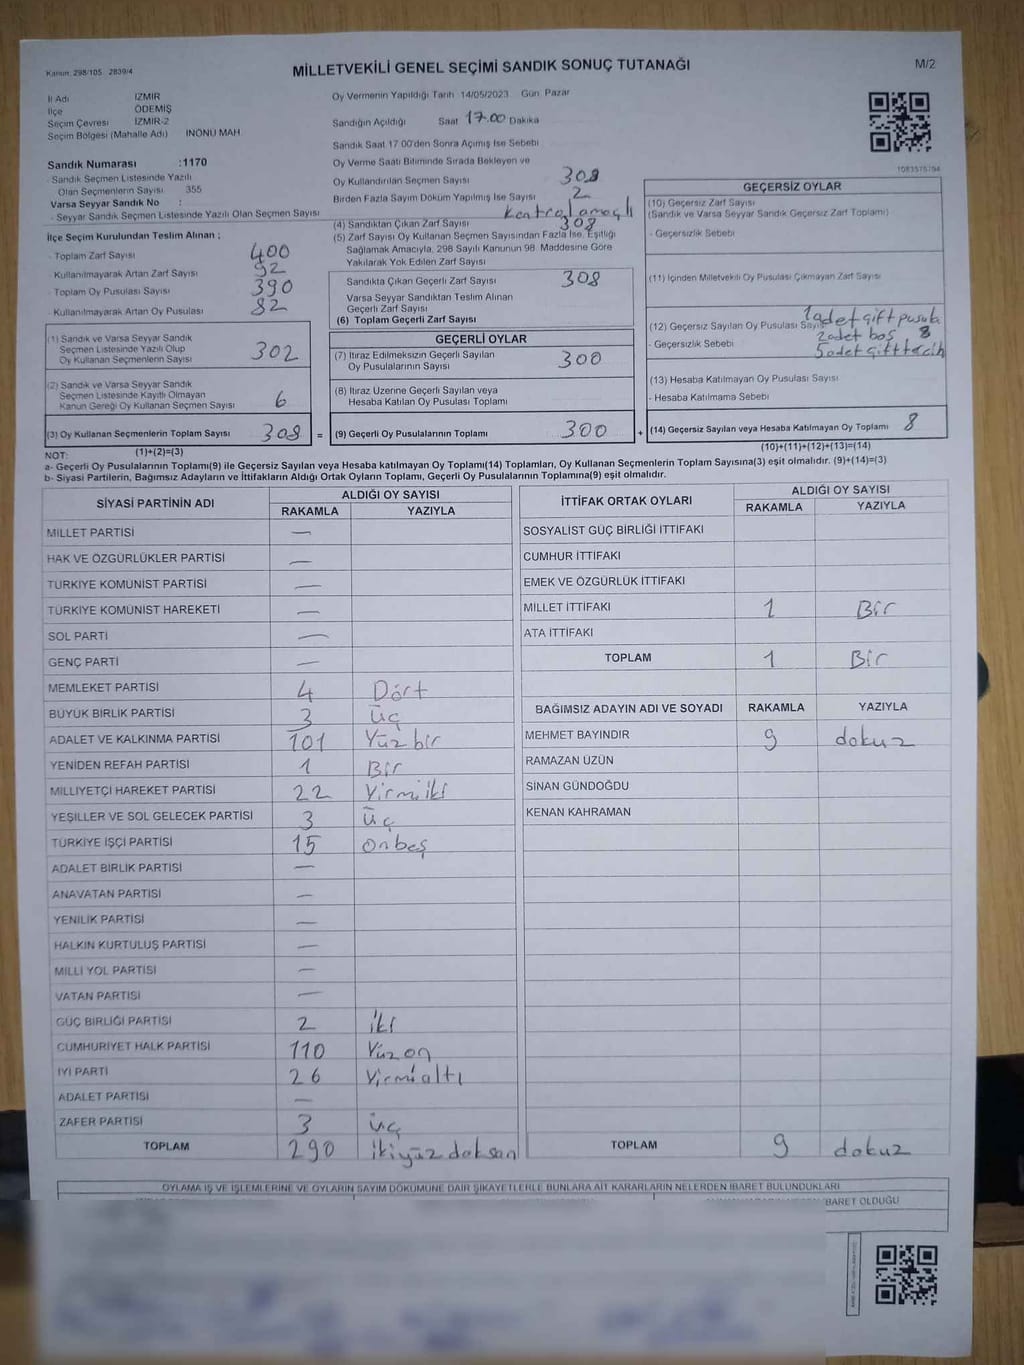 Kanun: 298/105 2839/4
MİLLETVEKİLİ GENEL SEÇİMİ SANDIK SONUÇ TUTANAĞI
M/2
İl Adı İZMİR
İlçe ÖDEMİŞ
Seçim Çevresi İZMİR-2
Seçim Bölgesi (Mahalle Adı) İNÖNÜ MAH
Sandık Numarası :1170
- Sandık Seçmen Listesinde Yazılı
Olan Seçmenlerin Sayısı 355
Varsa Seyyar Sandık No :
- Seyyar Sandık Seçmen Listesinde Yazılı Olan Seçmen Sayısı
Oy Vermenin Yapıldığı Tarih 14/05/2023 Gün Pazar
Sandığın Açıldığı Saat 17.00 Dakika
Sandık Saat 17 00'den Sonra Açımış İse Sebebi
Oy Verme Saati Bitiminde Sırada Bekleyen ve
Oy Kullandırılan Seçmen Sayısı 308
Birden Fazla Sayım Döküm Yapılmış İse Sayısı 2
kontrol amaçlı
1083576794
İlçe Seçim Kurulundan Teslim Alınan ;
- Toplam Zarf Sayısı 400
- Kullanılmayarak Artan Zarf Sayısı 92
- Toplam Oy Pusulası Sayısı 390
- Kullanılmayarak Artan Oy Pusulası 82
(1) Sandık ve Varsa Seyyar Sandık
Seçmen Listesinde Yazılı Olup
Oy Kullanan Seçmenlerin Sayısı 302
(2) Sandık ve Varsa Seyyar Sandık
Seçmen Listesinde Kayıtlı Olmayan
Kanun Gereği Oy Kullanan Seçmen Sayısı 6
(3) Oy Kullanan Seçmenlerin Toplam Sayısı 308 =
(1)+(2)=(3)
(4) Sandıktan Çıkan Zarf Sayısı 308
(5) Zarf Sayısı Oy Kullanan Seçmen Sayısından Fazla İse, Eşitliği
Sağlamak Amacıyla, 298 Sayılı Kanunun 98. Maddesine Göre
Yakılarak Yok Edilen Zarf Sayısı
Sandıkta Çıkan Geçerli Zarf Sayısı 308
Varsa Seyyar Sandıktan Teslim Alınan
Geçerli Zarf Sayısı
(6) Toplam Geçerli Zarf Sayısı
GEÇERLİ OYLAR
(7) İtiraz Edilmeksizin Geçerli Sayılan
Oy Pusulalarının Sayısı 300
(8) İtiraz Üzerine Geçerli Sayılan veya
Hesaba Katılan Oy Pusulası Toplamı
(9) Geçerli Oy Pusulalarının Toplamı 300 +
GEÇERSİZ OYLAR
(10) Geçersiz Zarf Sayısı
(Sandık ve Varsa Seyyar Sandık Geçersiz Zarf Toplamı)
- Geçersizlik Sebebi
(11) İçinden Milletvekili Oy Pusulası Çıkmayan Zarf Sayısı
(12) Geçersiz Sayılan Oy Pusulası Sayısı 8
- Geçersizlik Sebebi
1 adet çift pusula
2 adet boş
5 adet çift tercih
(13) Hesaba Katılmayan Oy Pusulası Sayısı
- Hesaba Katılmama Sebebi
(14) Geçersiz Sayılan veya Hesaba Katılmayan Oy Toplamı 8
(10)+(11)+(12)+(13)=(14)
NOT:
a- Geçerli Oy Pusulalarının Toplamı(9) ile Geçersiz Sayılan veya Hesaba katılmayan Oy Toplamı(14) Toplamları, Oy Kullanan Seçmenlerin Toplam Sayısına(3) eşit olmalıdır. (9)+(14)=(3)
b- Siyasi Partilerin, Bağımsız Adayların ve İttifakların Aldığı Ortak Oyların Toplamı, Geçerli Oy Pusulalarının Toplamına(9) eşit olmalıdır.
SİYASİ PARTİNİN ADI
ALDIĞI OY SAYISI
RAKAMLA YAZIYLA
MİLLET PARTİSİ —
HAK VE ÖZGÜRLÜKLER PARTİSİ —
TÜRKİYE KOMÜNİST PARTİSİ —
TÜRKİYE KOMÜNİST HAREKETİ —
SOL PARTİ —
GENÇ PARTİ —
MEMLEKET PARTİSİ 4 Dört
BÜYÜK BİRLİK PARTİSİ 3 üç
ADALET VE KALKINMA PARTİSİ 101 Yüz bir
YENİDEN REFAH PARTİSİ 1 Bir
MİLLİYETÇİ HAREKET PARTİSİ 22 Yirmi iki
YEŞİLLER VE SOL GELECEK PARTİSİ 3 üç
TÜRKİYE İŞÇİ PARTİSİ 15 onbeş
ADALET BİRLİK PARTİSİ —
ANAVATAN PARTİSİ —
YENİLİK PARTİSİ —
HALKIN KURTULUŞ PARTİSİ —
MİLLİ YOL PARTİSİ —
VATAN PARTİSİ —
GÜÇ BİRLİĞİ PARTİSİ 2 iki
CUMHURİYET HALK PARTİSİ 110 Yüz on
İYİ PARTİ 26 Yirmi altı
ADALET PARTİSİ —
ZAFER PARTİSİ 3 üç
TOPLAM 290 ikiyüz doksan
İTTİFAK ORTAK OYLARI
ALDIĞI OY SAYISI
RAKAMLA YAZIYLA
SOSYALİST GÜÇ BİRLİĞİ İTTİFAKI
CUMHUR İTTİFAKI
EMEK VE ÖZGÜRLÜK İTTİFAKI
MİLLET İTTİFAKI 1 Bir
ATA İTTİFAKI
TOPLAM 1 Bir
BAĞIMSIZ ADAYIN ADI VE SOYADI RAKAMLA YAZIYLA
MEHMET BAYINDIR 9 dokuz
RAMAZAN ÜZÜN
SİNAN GÜNDOĞDU
KENAN KAHRAMAN
TOPLAM 9 dokuz
OYLAMA İŞ VE İŞLEMLERİNE VE OYLARIN SAYIM DÖKÜMÜNE DAİR ŞİKAYETLERLE BUNLARA AİT KARARLARIN NELERDEN İBARET BULUNDUKLARI
BARET OLDUĞU